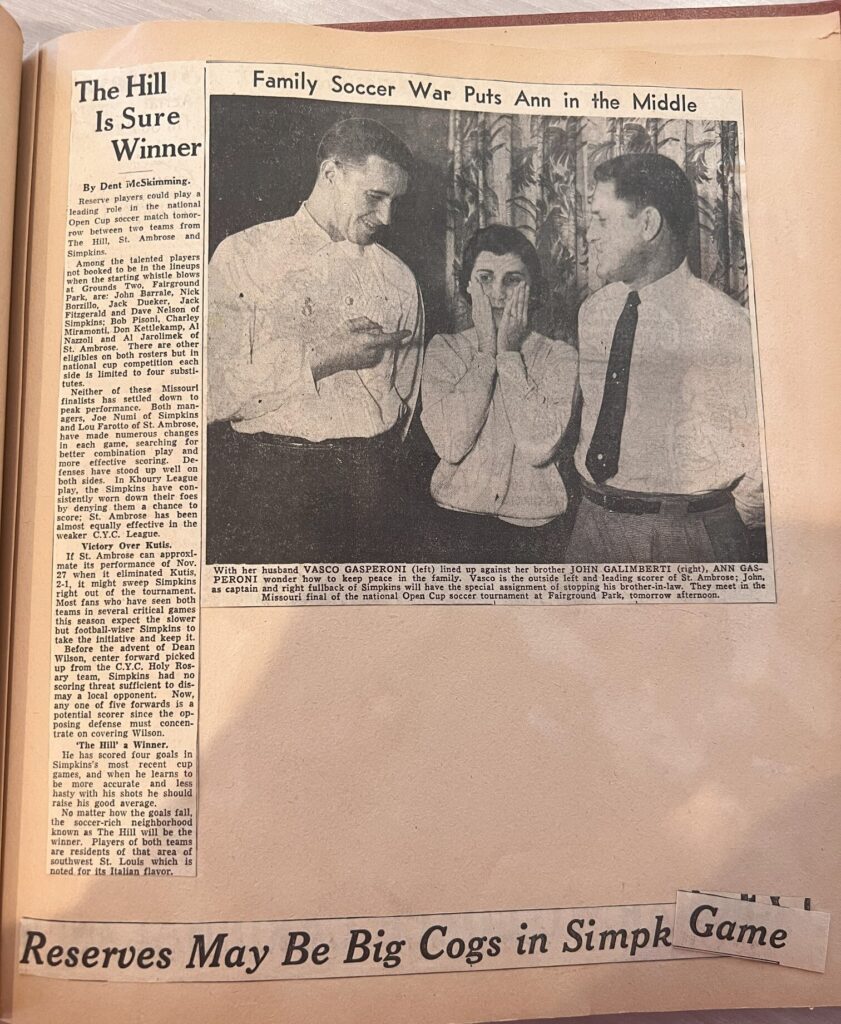 The Hill
Is Sure
Winner
By Dent McSkimming.
Reserve players could play a
leading role in the national
Open Cup soccer match tomor-
row between two teams from
The Hill, St. Ambrose and
Simpkins.
Among the talented players
not booked to be in the lineups
when the starting whistle blows
at Grounds Two, Fairground
Park, are: John Barrale, Nick
Borzillo, Jack Dueker, Jack
Fitzgerald and Dave Nelson of
Simpkins; Bob Pisoni, Charley
Miramonti, Don Kettlekamp, Al
Nazzoli and Al Jarolimek of
St. Ambrose. There are other
eligibles on both rosters but in
national cup competition each
side is limited to four substi-
tutes.
Neither of these Missouri
finalists has settled down to
peak performance. Both man-
agers, Joe Numi of Simpkins
and Lou Farotto of St. Ambrose,
have made numerous changes
in each game, searching for
better combination play and
more effective scoring. De-
fenses have stood up well on
both sides. In Khoury League
play, the Simpkins have con-
sistently worn down their foes
by denying them a chance to
score; St. Ambrose has been
almost equally effective in the
weaker C.Y.C. League.
Victory Over Kutis.
If St. Ambrose can approxi-
mate its performance of Nov.
27 when it eliminated Kutis,
2-1, it might sweep Simpkins
right out of the tournament.
Most fans who have seen both
teams in several critical games
this season expect the slower
but football-wiser Simpkins to
take the initiative and keep it.
Before the advent of Dean
Wilson, center forward picked
up from the C.Y.C. Holy Ros-
ary team, Simpkins had no
scoring threat sufficient to dis-
may a local opponent. Now,
any one of five forwards is a
potential scorer since the op-
posing defense must concen-
trate on covering Wilson.
'The Hill' a Winner.
He has scored four goals in
Simpkins's most recent cup
games, and when he learns to
be more accurate and less
hasty with his shots he should
raise his good average.
No matter how the goals fall,
the soccer-rich neighborhood
known as The Hill will be the
winner. Players of both teams
are residents of that area of
southwest St. Louis which is
noted for its Italian flavor.
Family Soccer War Puts Ann in the Middle
With her husband VASCO GASPERONI (left) lined up against her brother JOHN GALIMBERTI (right), ANN GAS-
PERONI wonder how to keep peace in the family. Vasco is the outside left and leading scorer of St. Ambrose; John,
as captain and right fullback of Simpkins will have the special assignment of stopping his brother-in-law. They meet in the
Missouri final of the national Open Cup soccer tournament at Fairground Park, tomorrow afternoon.
Reserves May Be Big Cogs in Simpk Game